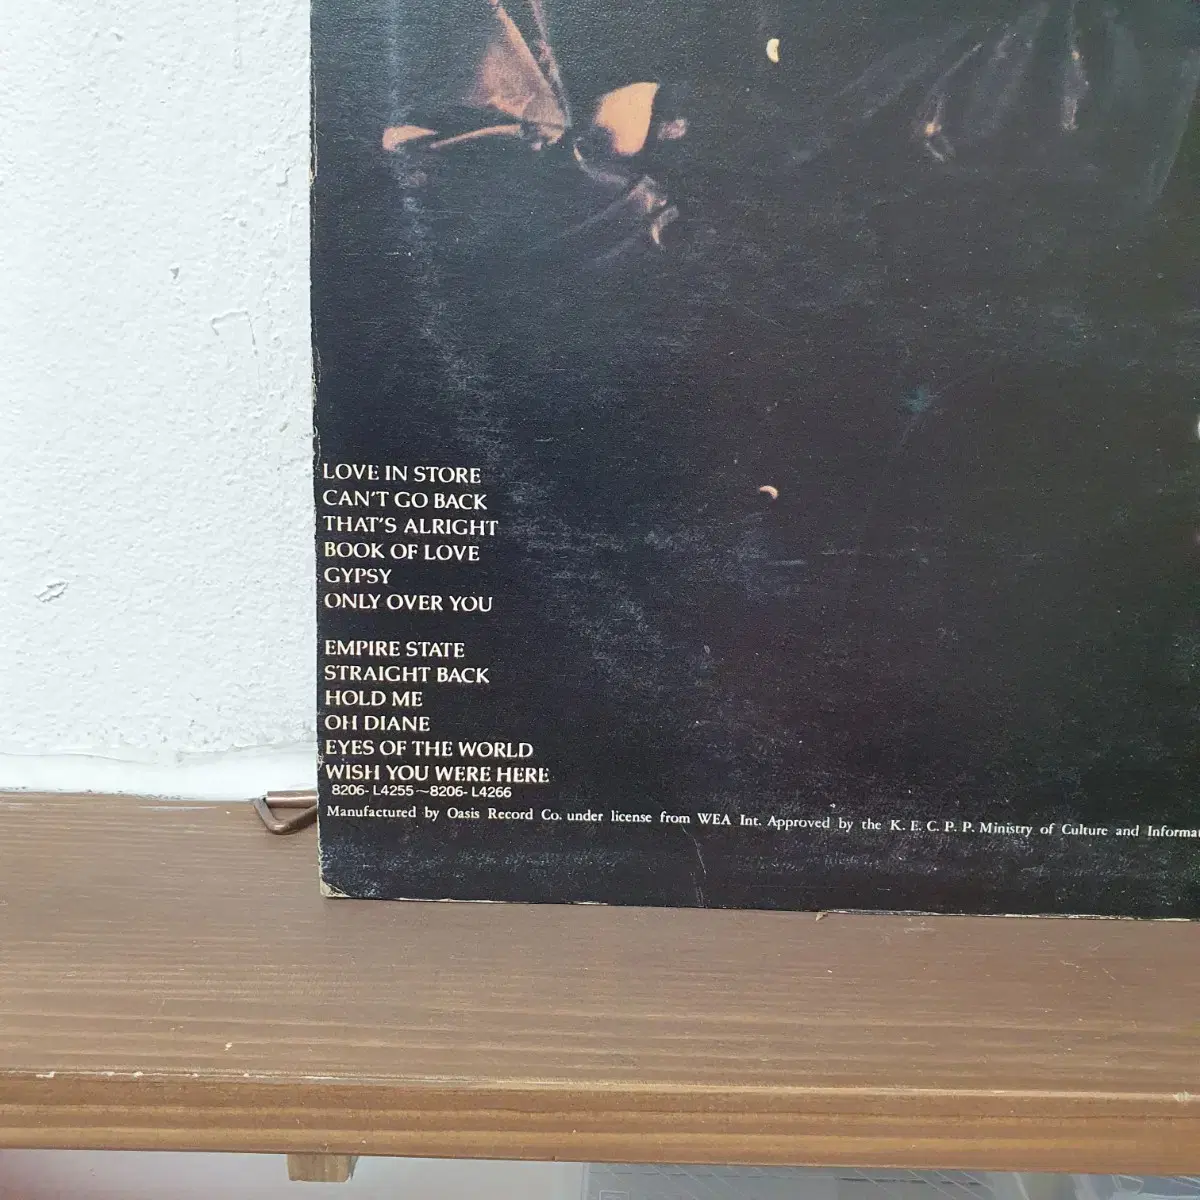 LOVE IN STORE
CAN'T GO BACK
THAT'S ALRIGHT
BOOK OF LOVE
GYPSY
ONLY OVER YOU
EMPIRE STATE
STRAIGHT BACK
HOLD ME
OH DIANE
EYES OF THE WORLD
WISH YOU WERE HERE
8206-L4255~8206-L4266
Manufactured by Oasis Record Co. under license from WEA Int. Approved by the K. E. C. P. P. Ministry of Culture and